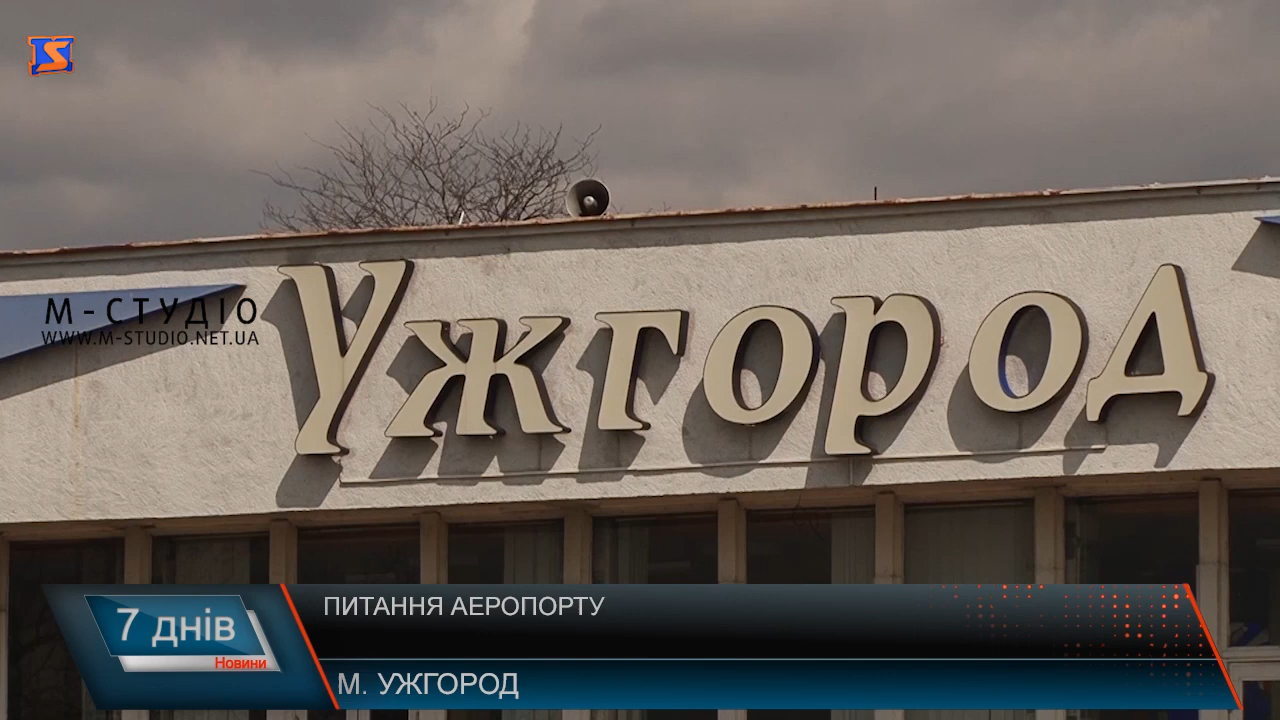 М-СТУДІО
WWW.M-STUDIO.NET.UA
Ужгород
7 днів
Новини
ПИТАННЯ АЕРОПОРТУ
М. УЖГОРОД